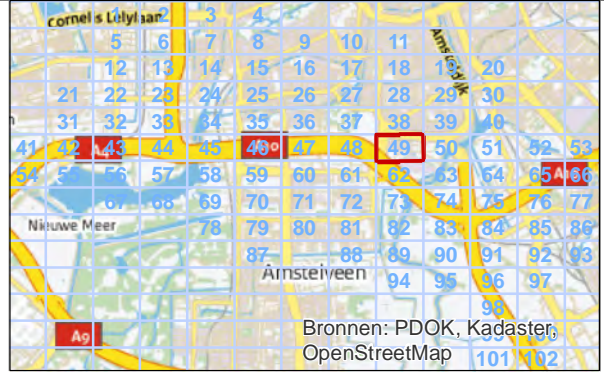 Cornelis Lelylaan 1 2 3 4
5 6 7 8 9 10 11
Amsteldijk
12 13 14 15 16 17 18 19 20
21 22 23 24 25 26 27 28 29 30
31 32 33 34 35 36 37 38 39 40
41 42 43 44 45 46 47 48 49 50 51 52 53
54 55 56 57 58 59 60 61 62 63 64 65 66
67 68 69 70 71 72 73 74 75 76 77
Nieuwe Meer 78 79 80 81 82 83 84 85 86
87 88 89 90 91 92 93
Amstelveen 94 95 96 97
98
A9
Bronnen: PDOK, Kadaster,
OpenStreetMap
101 102